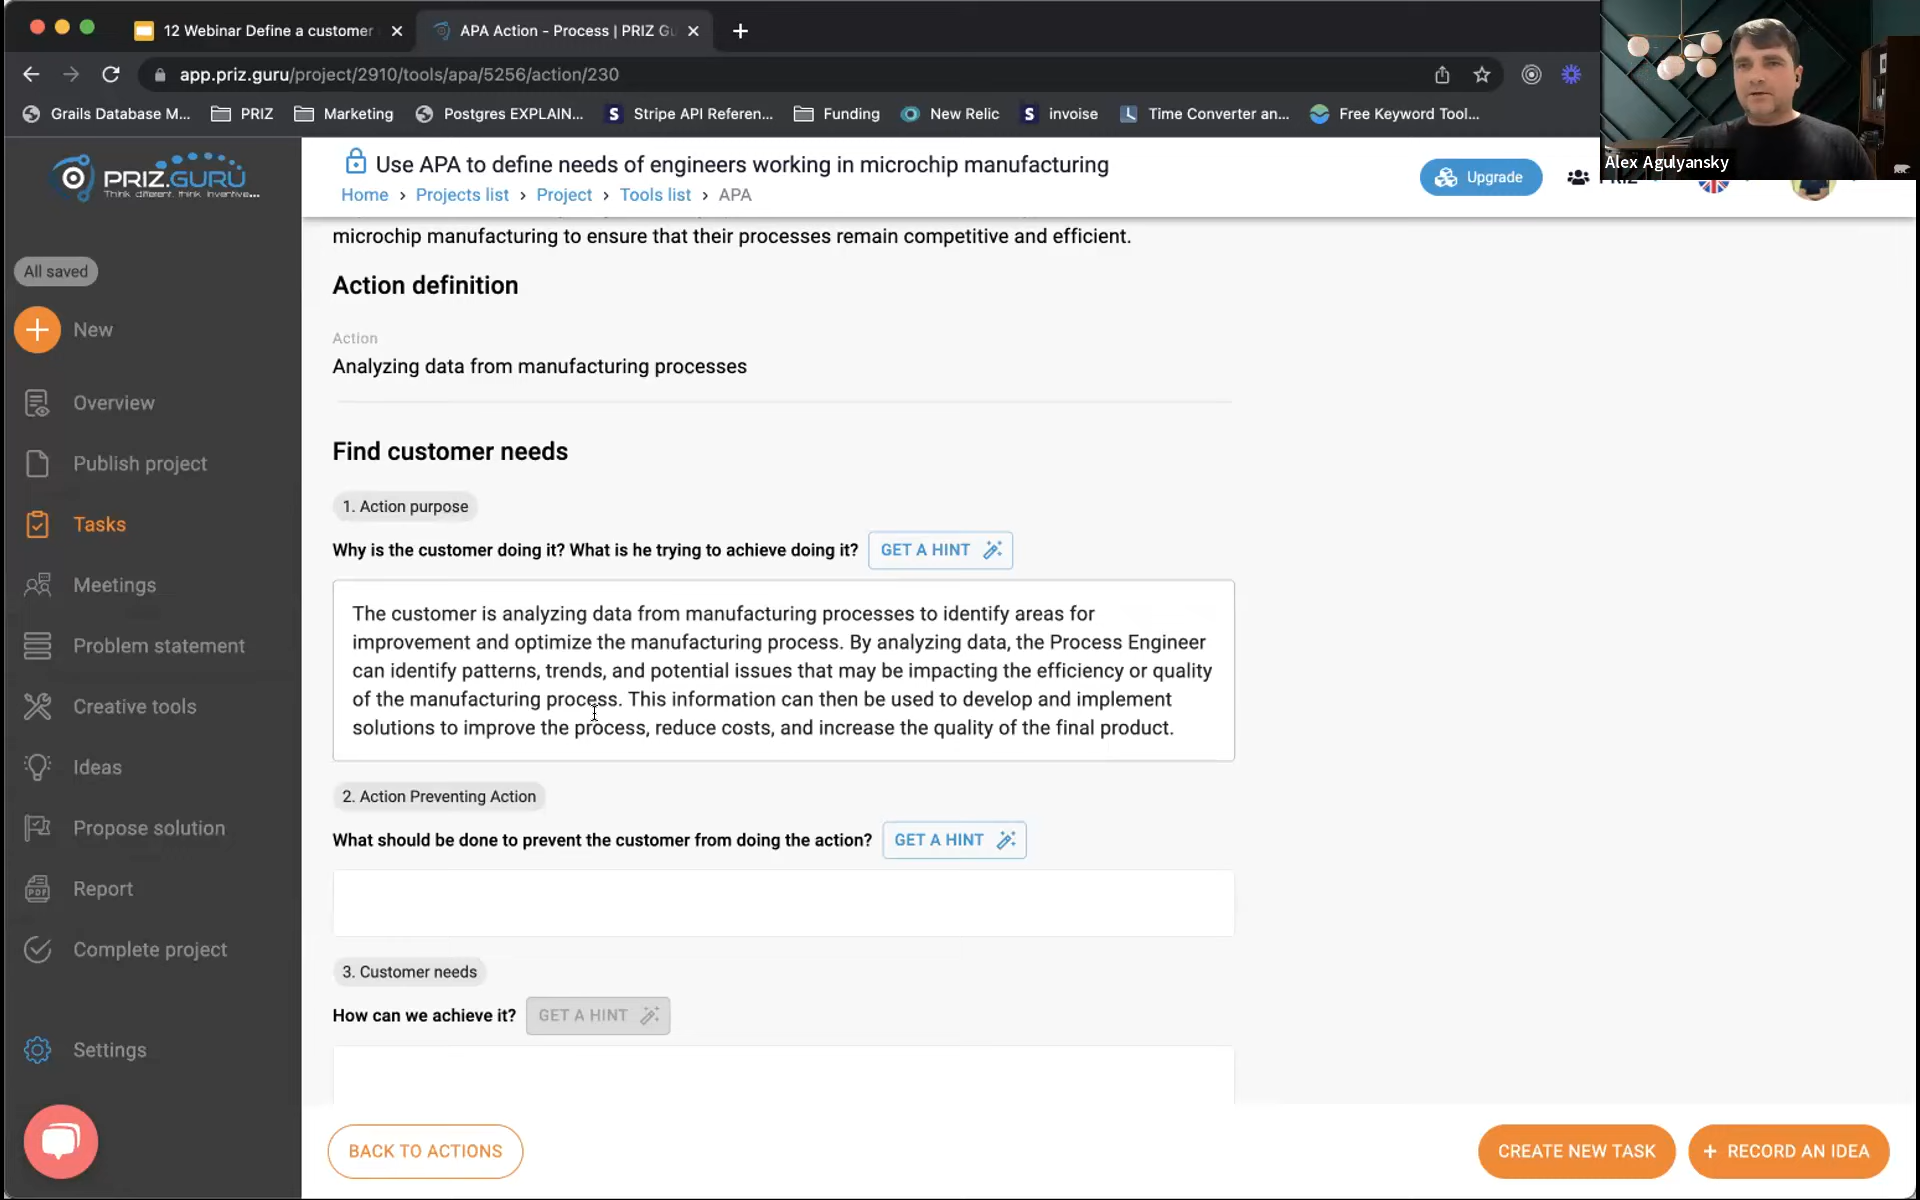 12 Webinar Define a customer
APA Action - Process | PRIZ Gu
app.priz.guru/project/2910/tools/apa/5256/action/230
Grails Database M...
PRIZ
Marketing
Postgres EXPLAIN...
Stripe API Referen...
Funding
New Relic
invoise
Time Converter an...
Free Keyword Tool...
Alex Agulyansky
PRIZ.GURU
Think different, think inventive...
Use APA to define needs of engineers working in microchip manufacturing
Home › Projects list › Project › Tools list › APA
Upgrade
PRIZ
All saved
New
Overview
Publish project
Tasks
Meetings
Problem statement
Creative tools
Ideas
Propose solution
Report
Complete project
Settings
microchip manufacturing to ensure that their processes remain competitive and efficient.
Action definition
Action
Analyzing data from manufacturing processes
Find customer needs
1. Action purpose
Why is the customer doing it? What is he trying to achieve doing it?
GET A HINT
The customer is analyzing data from manufacturing processes to identify areas for
improvement and optimize the manufacturing process. By analyzing data, the Process Engineer
can identify patterns, trends, and potential issues that may be impacting the efficiency or quality
of the manufacturing process. This information can then be used to develop and implement
solutions to improve the process, reduce costs, and increase the quality of the final product.
2. Action Preventing Action
What should be done to prevent the customer from doing the action?
GET A HINT
3. Customer needs
How can we achieve it?
GET A HINT
BACK TO ACTIONS
CREATE NEW TASK
+ RECORD AN IDEA